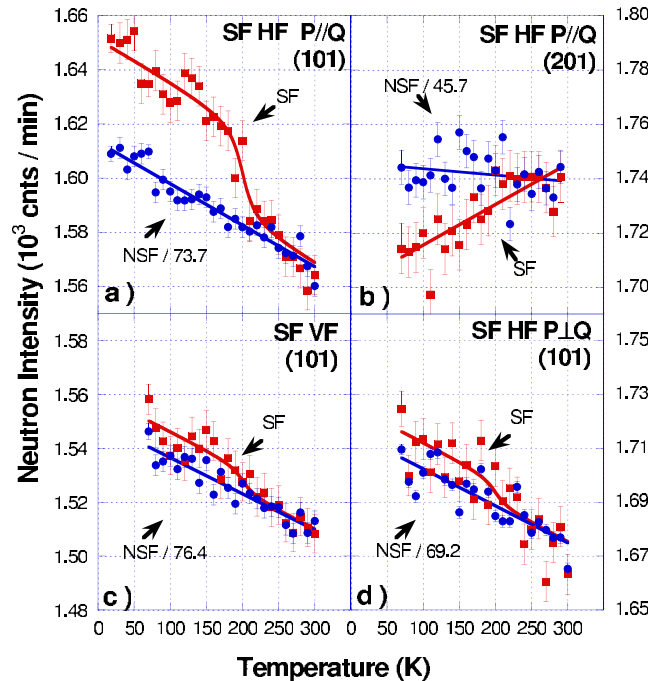 SF HF P//Q
(101)
SF
NSF / 73.7
a )
1.66
1.64
1.62
1.60
1.58
1.56
SF HF P//Q
(201)
NSF / 45.7
SF
b )
1.80
1.78
1.76
1.74
1.72
1.70
SF VF
(101)
SF
NSF / 76.4
c )
1.56
1.54
1.52
1.50
1.48
SF HF P⊥Q
(101)
SF
NSF / 69.2
d )
1.73
1.71
1.69
1.67
1.65
0 50 100 150 200 250 300
50 100 150 200 250 300
Neutron Intensity (10³ cnts / min)
Temperature (K)